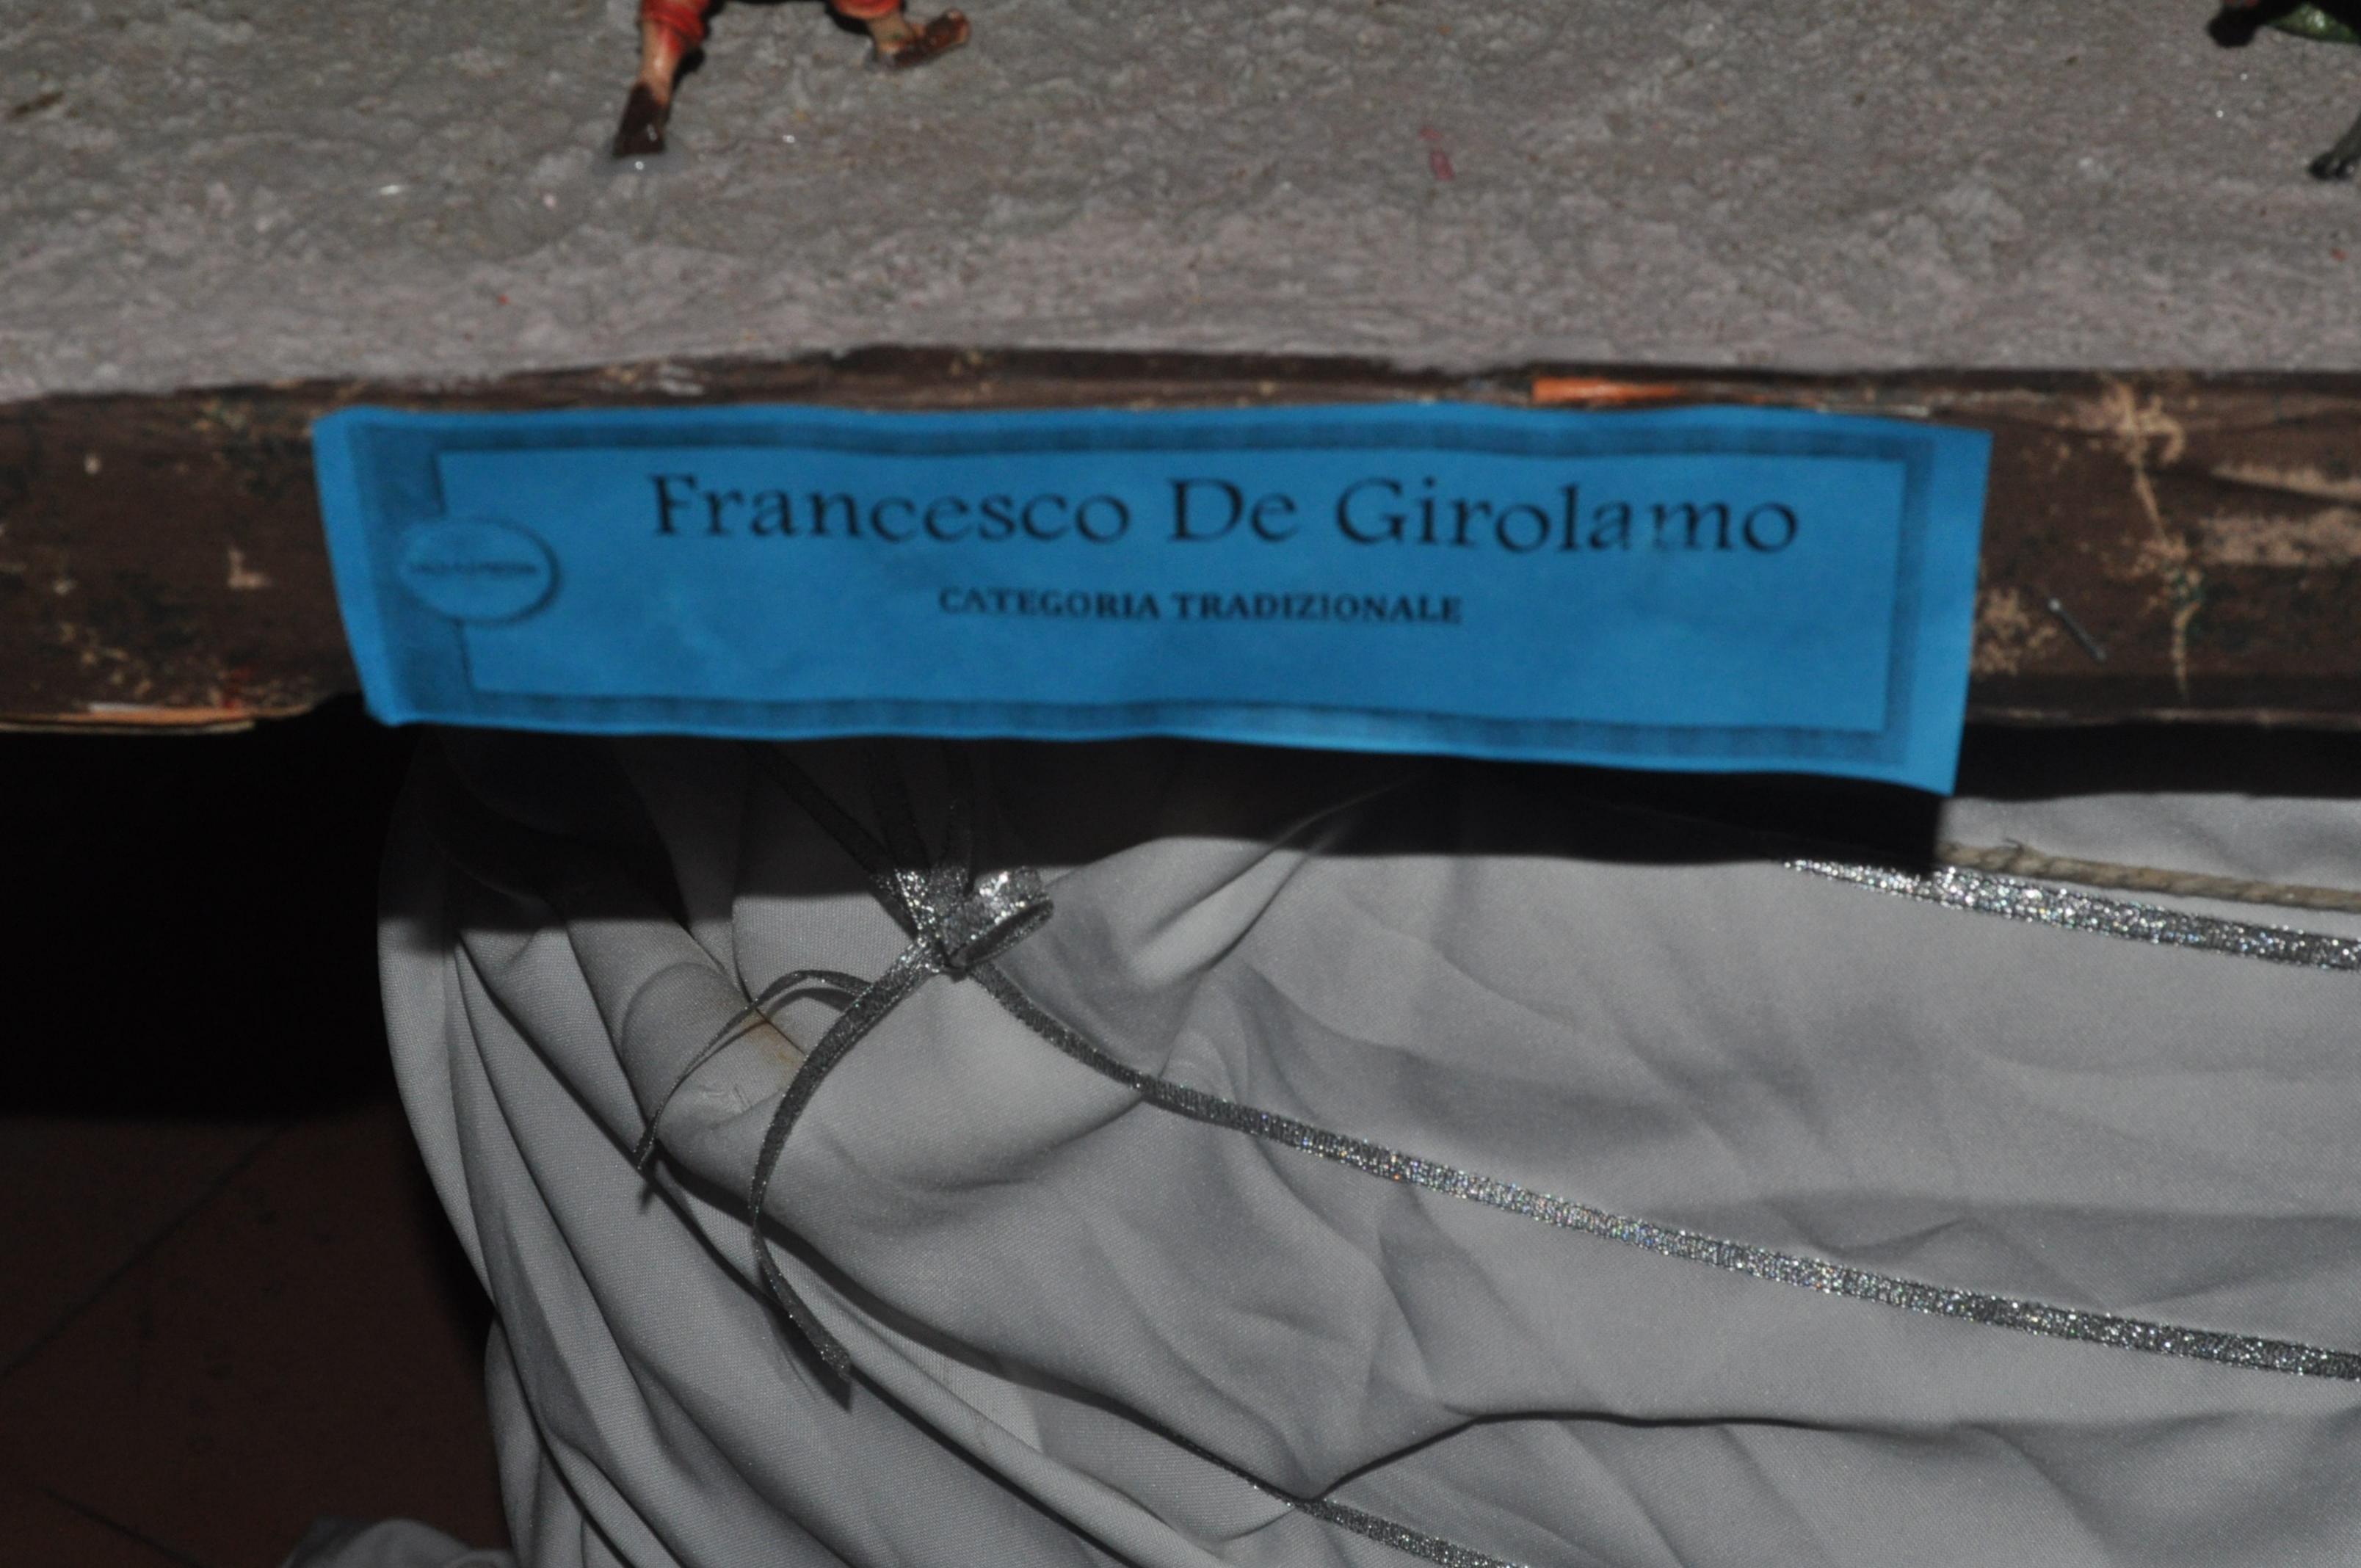 Francesco De Girolamo
CATEGORIA TRADIZIONALE